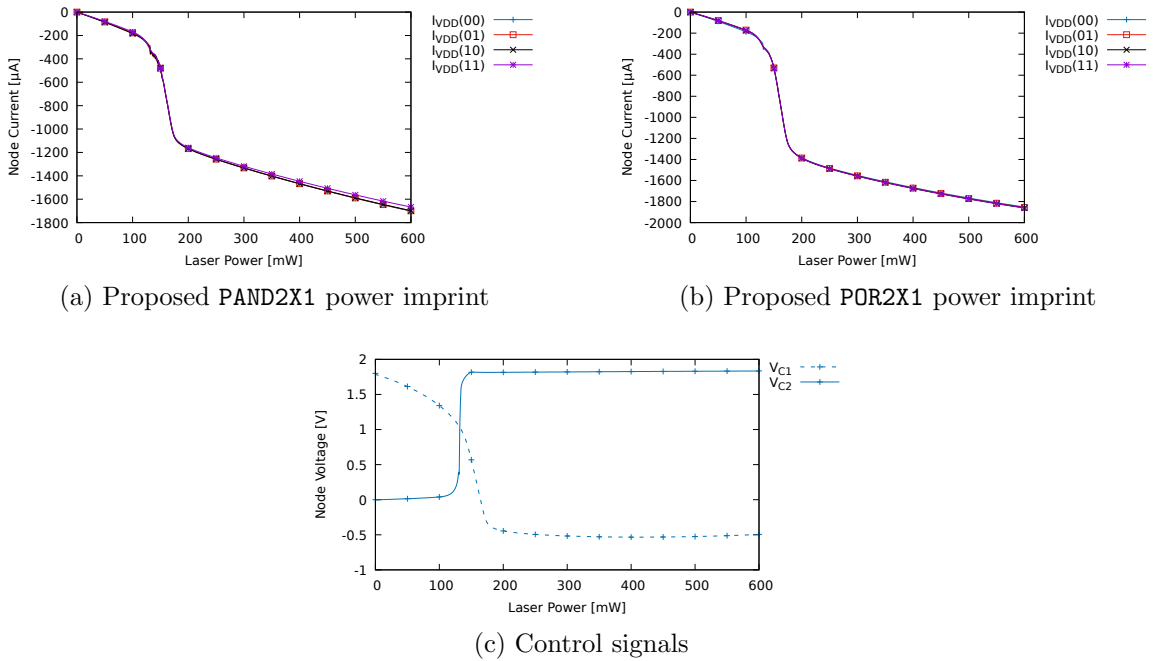 0
-200
-400
-600
-800
-1000
-1200
-1400
-1600
-1800
0 100 200 300 400 500 600
Node Current [µA]
Laser Power [mW]
I_VDD(00)
I_VDD(01)
I_VDD(10)
I_VDD(11)
(a) Proposed PAND2X1 power imprint
0
-200
-400
-600
-800
-1000
-1200
-1400
-1600
-1800
-2000
0 100 200 300 400 500 600
Node Current [µA]
Laser Power [mW]
I_VDD(00)
I_VDD(01)
I_VDD(10)
I_VDD(11)
(b) Proposed POR2X1 power imprint
2
1.5
1
0.5
0
-0.5
-1
0 100 200 300 400 500 600
Node Voltage [V]
Laser Power [mW]
V_C1
V_C2
(c) Control signals